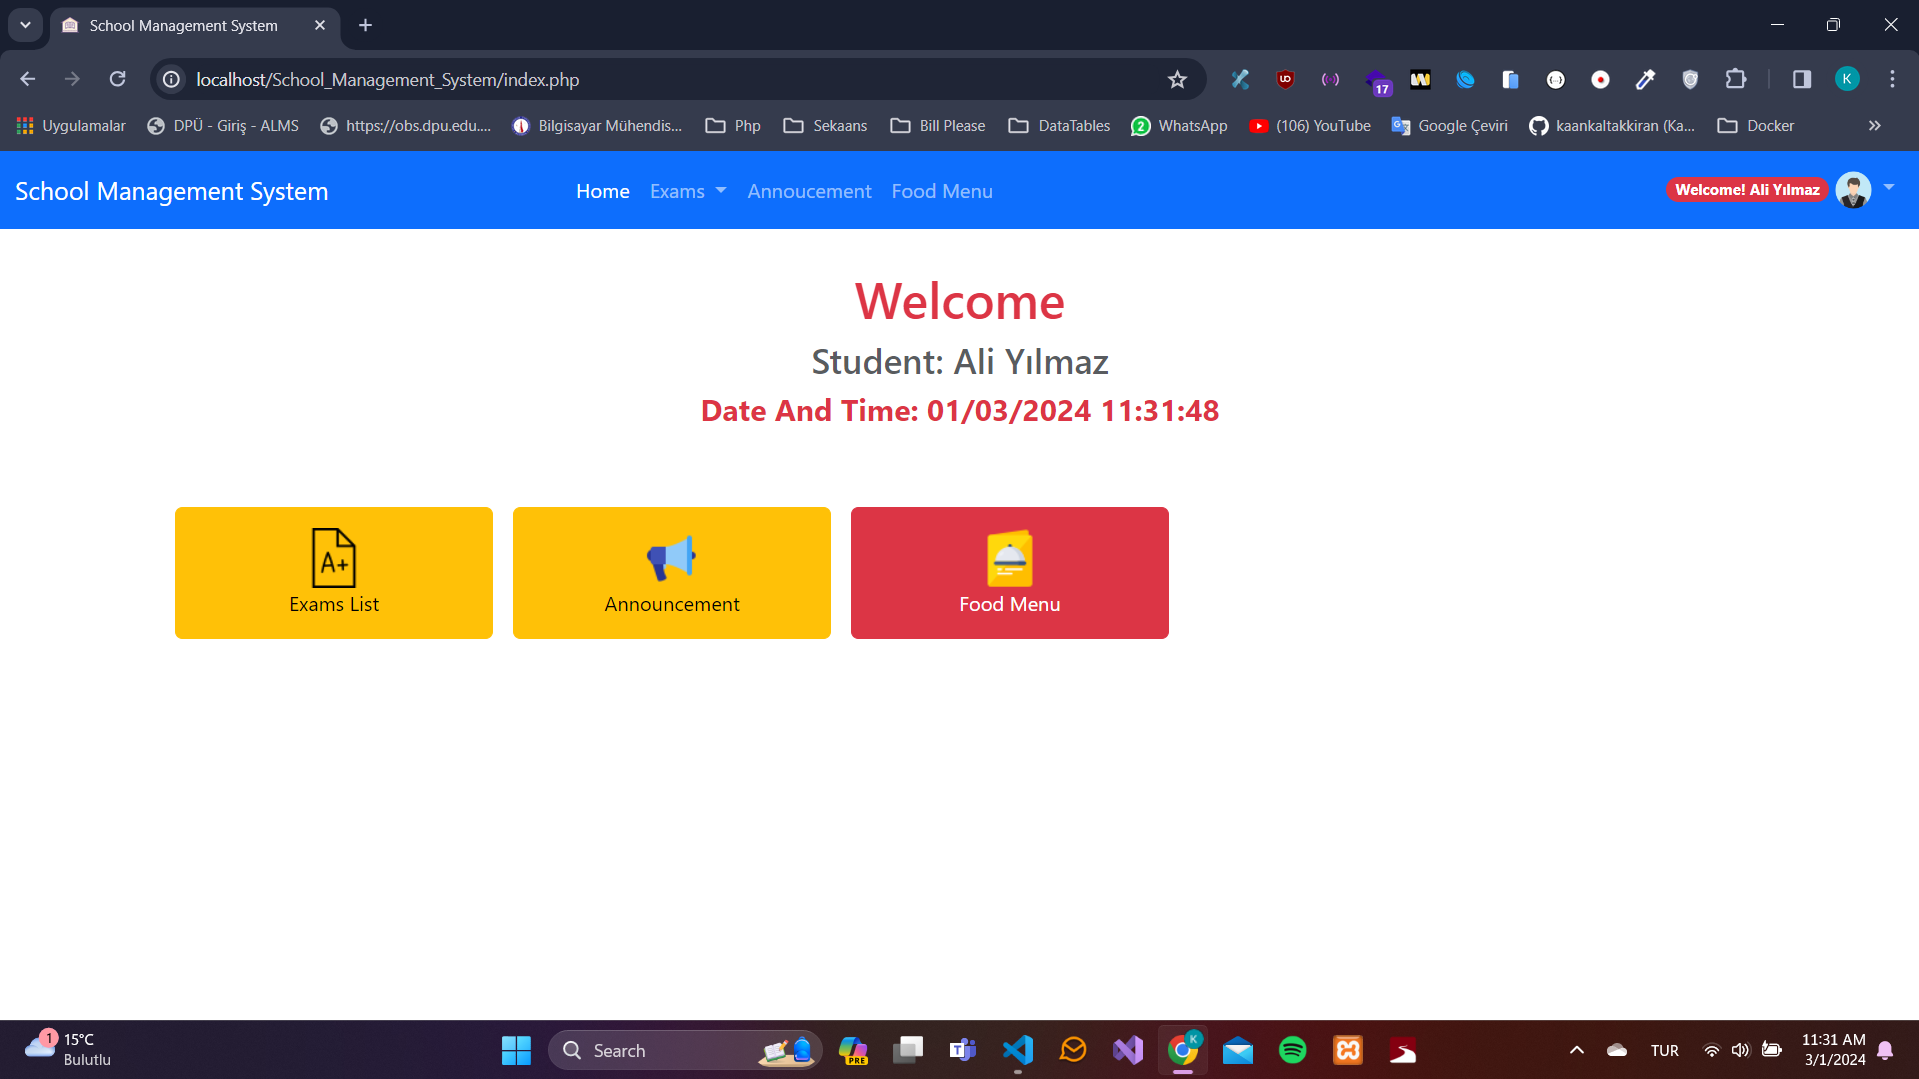 School Management System
localhost/School_Management_System/index.php
17
Uygulamalar DPÜ - Giriş - ALMS https://obs.dpu.edu.... Bilgisayar Mühendis... Php Sekaans Bill Please DataTables WhatsApp (106) YouTube Google Çeviri kaankaltakkiran (Ka... Docker
School Management System Home Exams Annoucement Food Menu Welcome! Ali Yılmaz
Welcome
Student: Ali Yılmaz
Date And Time: 01/03/2024 11:31:48
A+
Exams List Announcement Food Menu
1 15°C
Bulutlu
Search
PRE
K
TUR
11:31 AM
3/1/2024